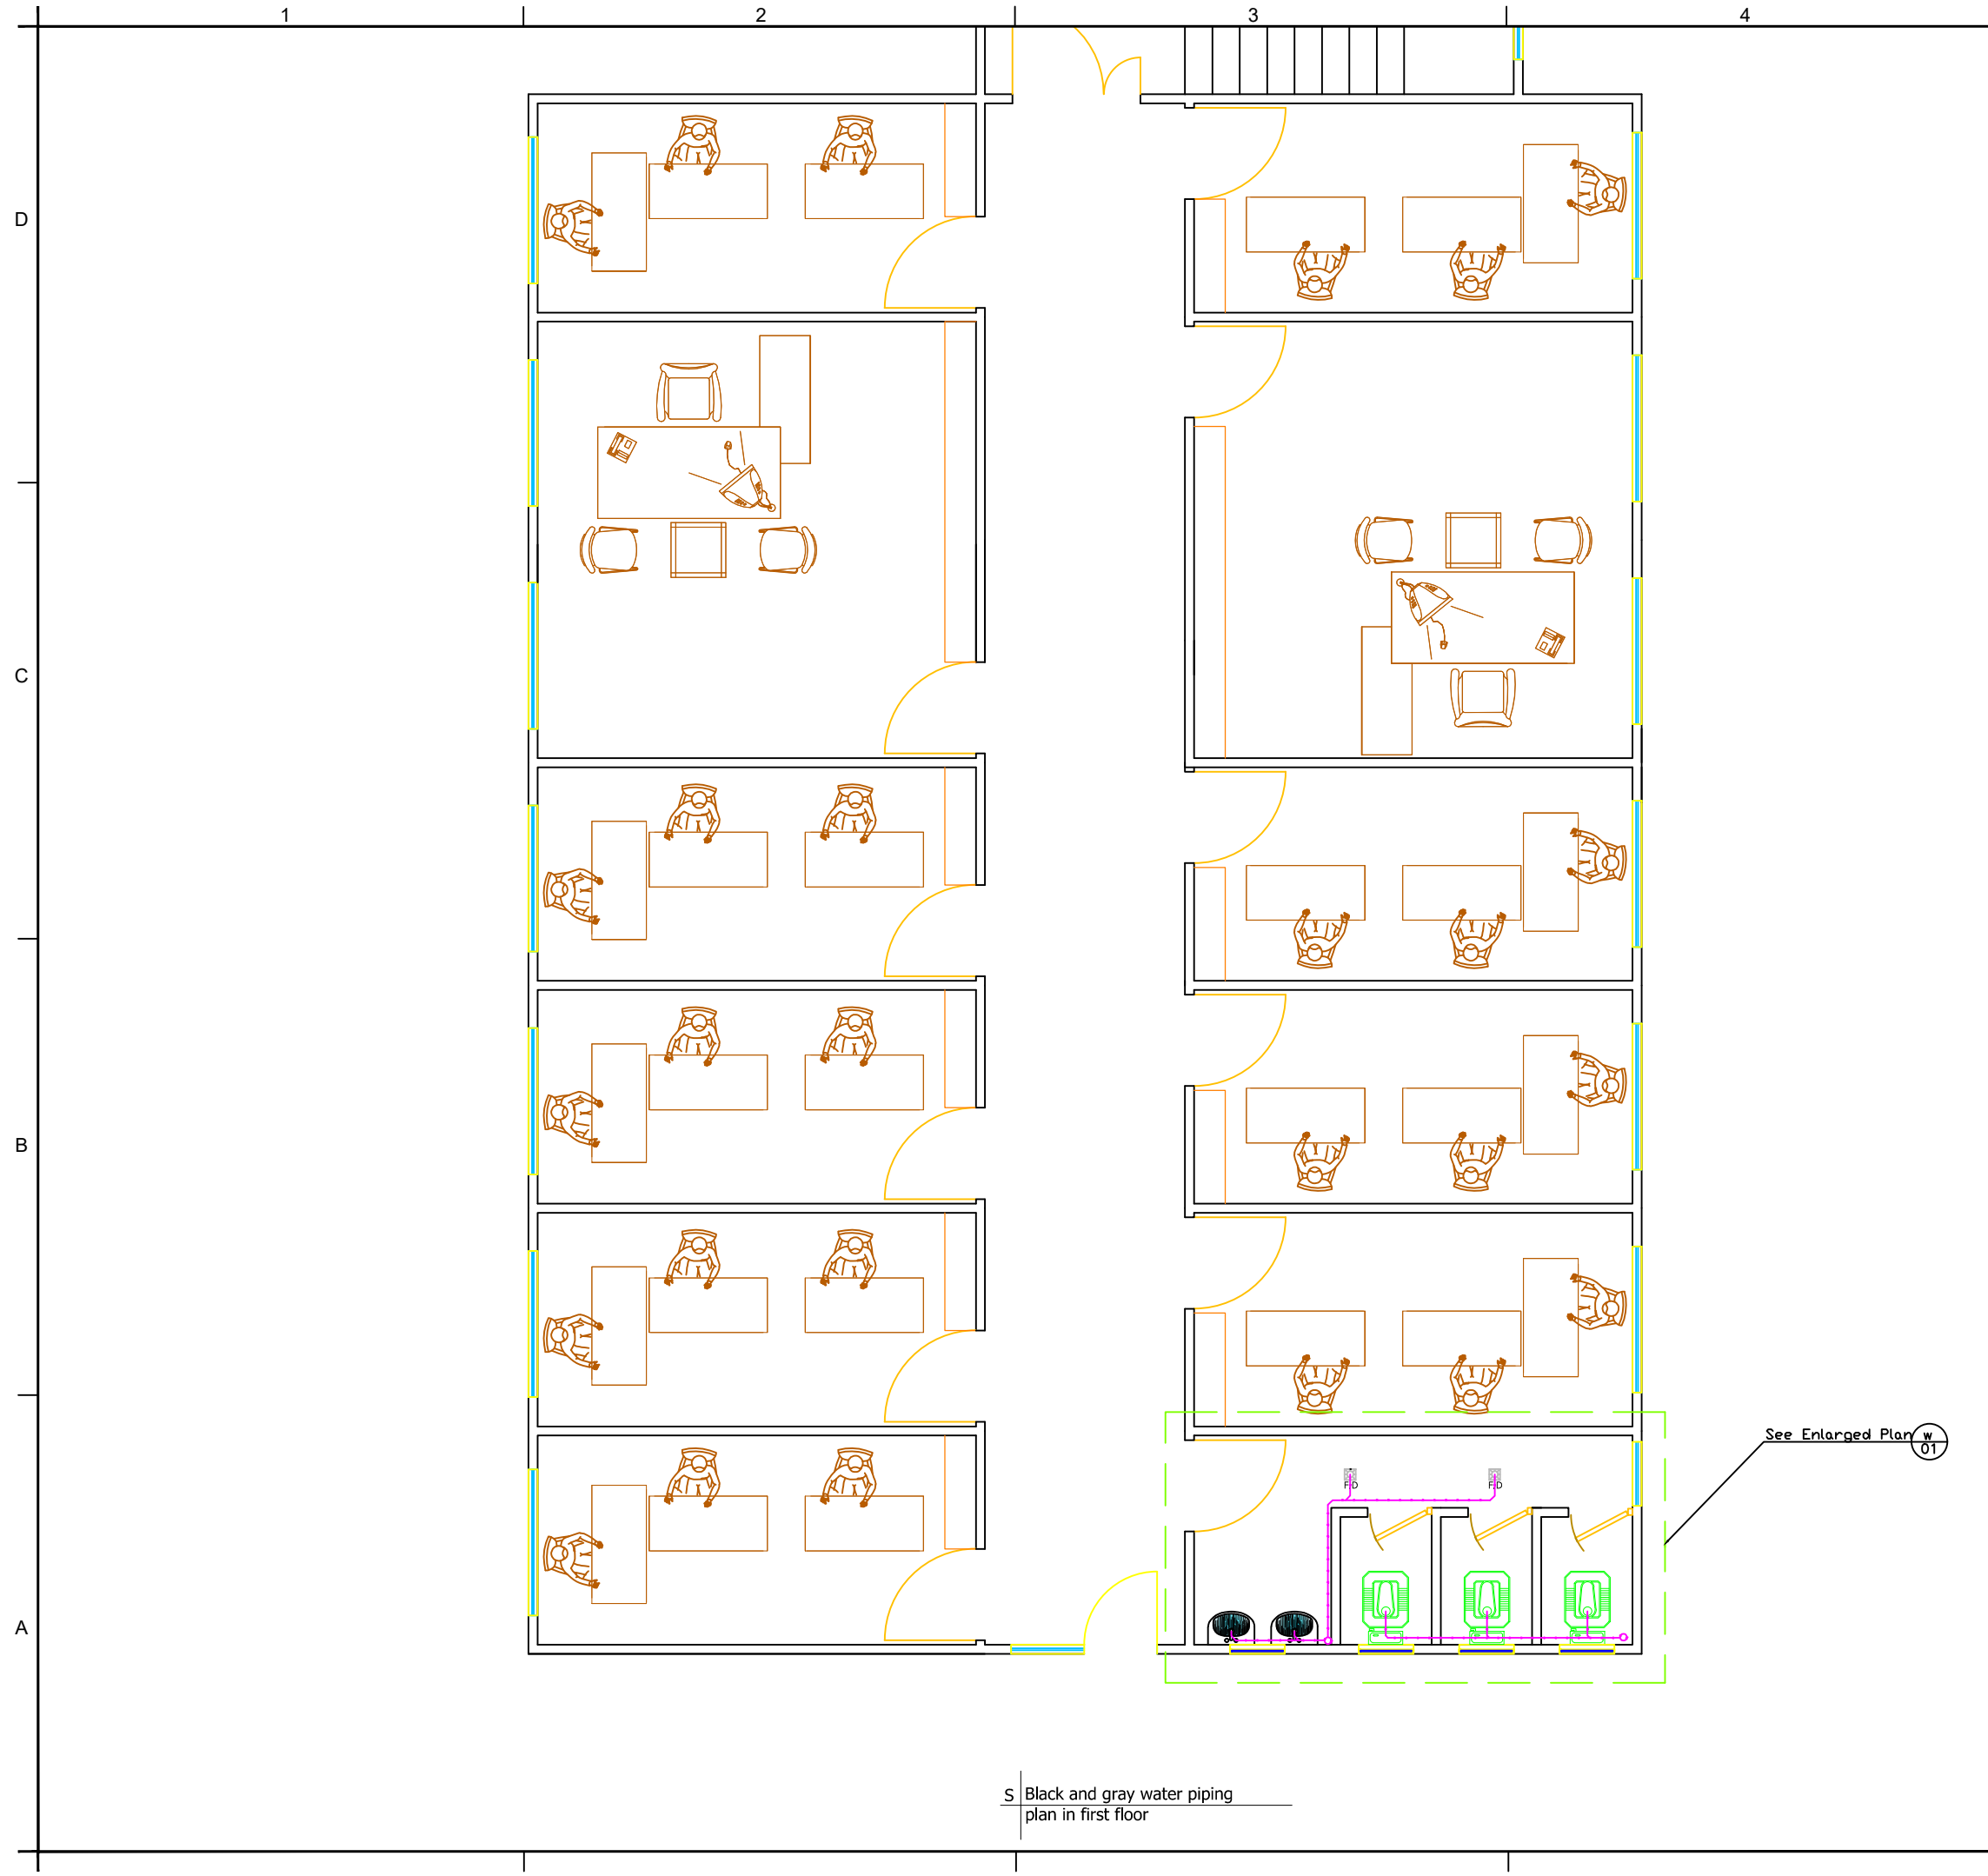 1 2 3 4
D
C
B
See Enlarged Plan w
01
FD FD
A
S Black and gray water piping
plan in first floor